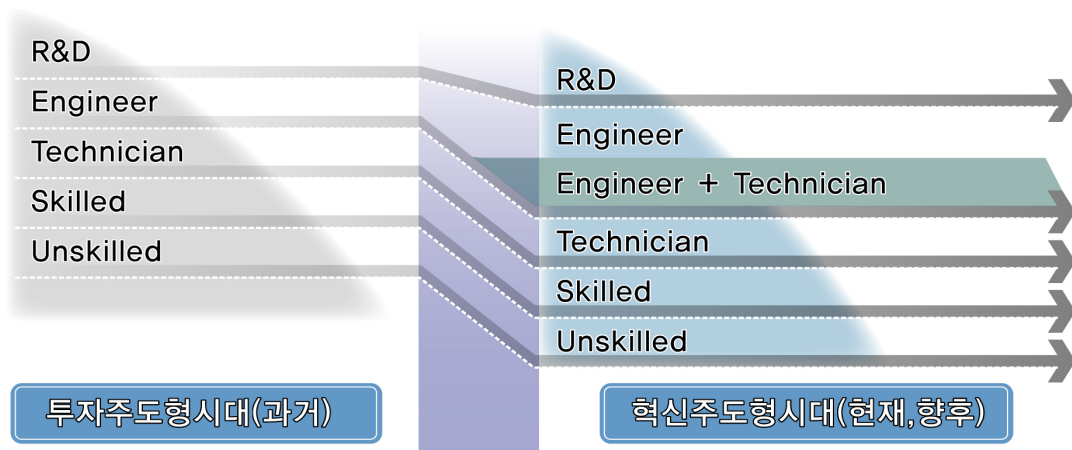 R&D
Engineer
Technician
Skilled
Unskilled
투자주도형시대(과거)
R&D
Engineer
Engineer + Technician
Technician
Skilled
Unskilled
혁신주도형시대(현재,향후)